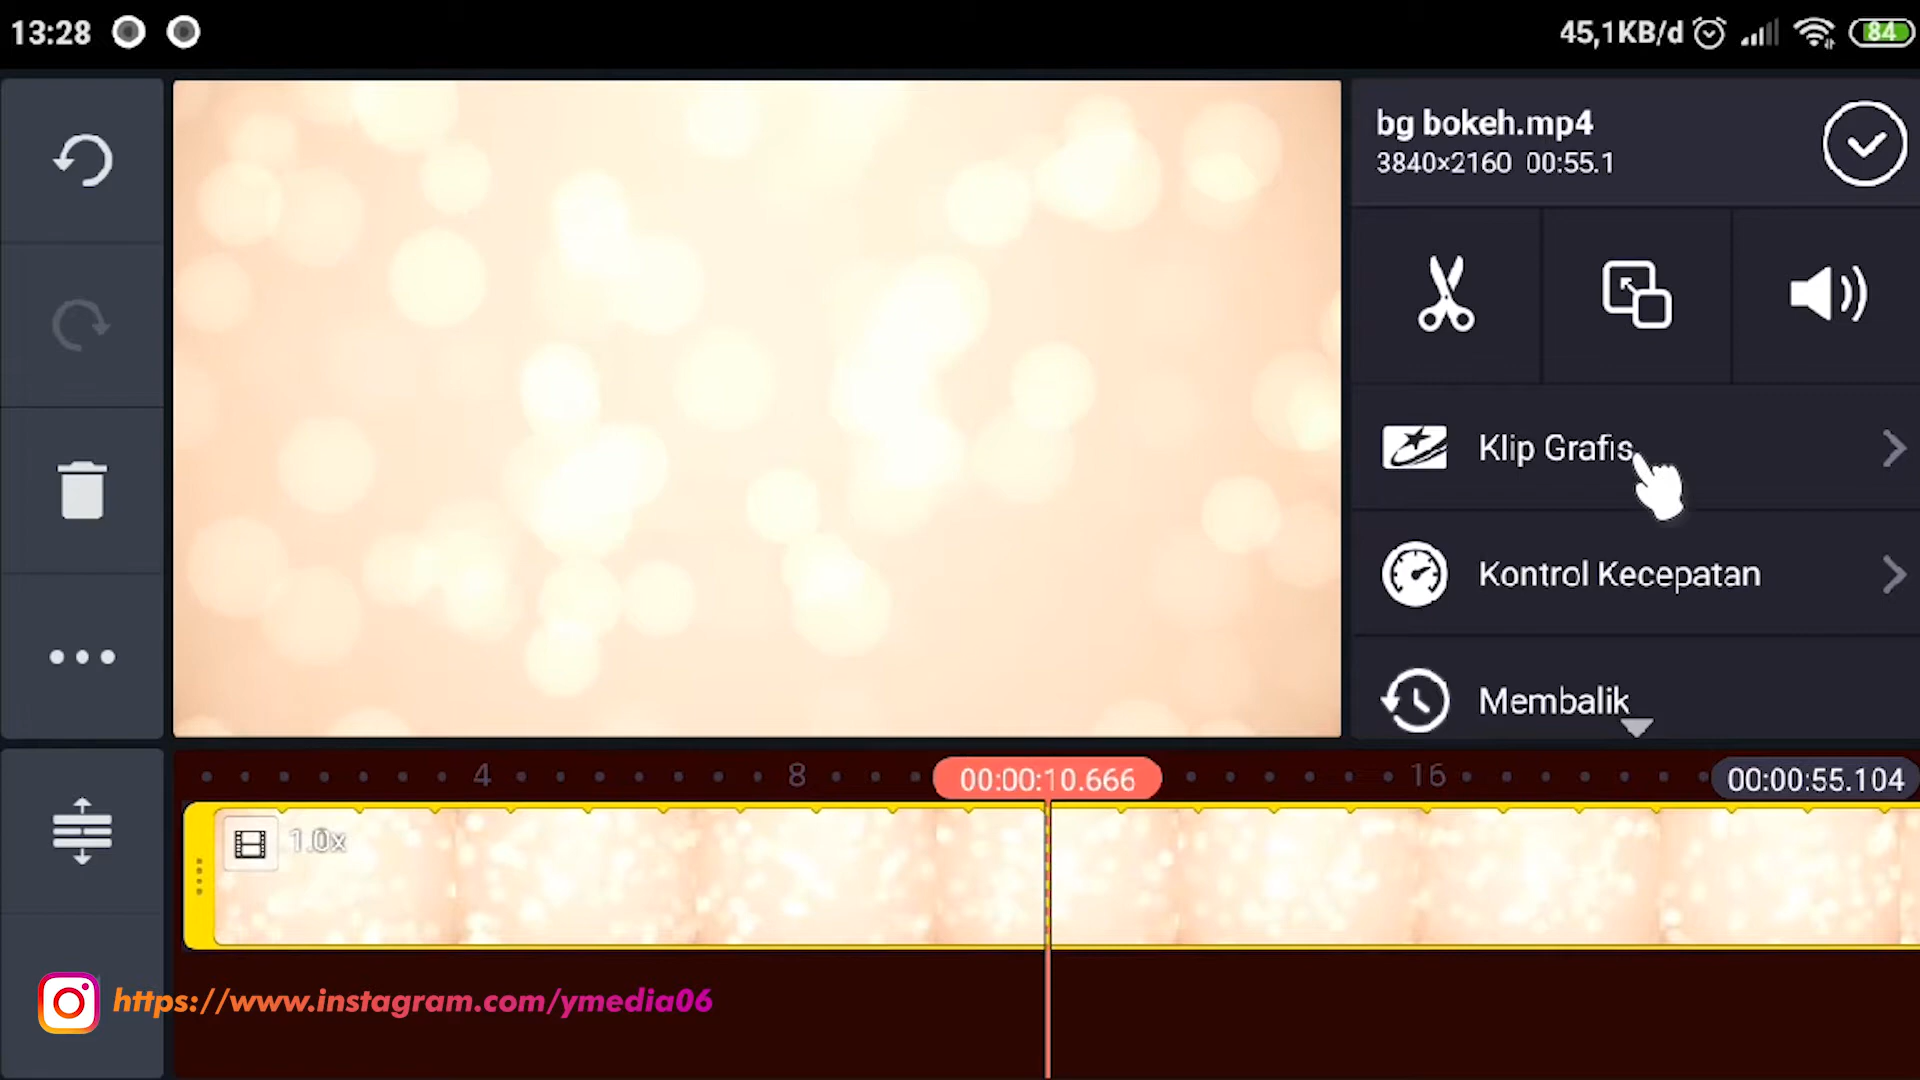 13:28
45,1KB/d
84
bg bokeh.mp4
3840×2160 00:55.1
Klip Grafis
Kontrol Kecepatan
Membalik
4
8
00:00:10.666
16
00:00:55.104
1.0x
https://www.instagram.com/ymedia06